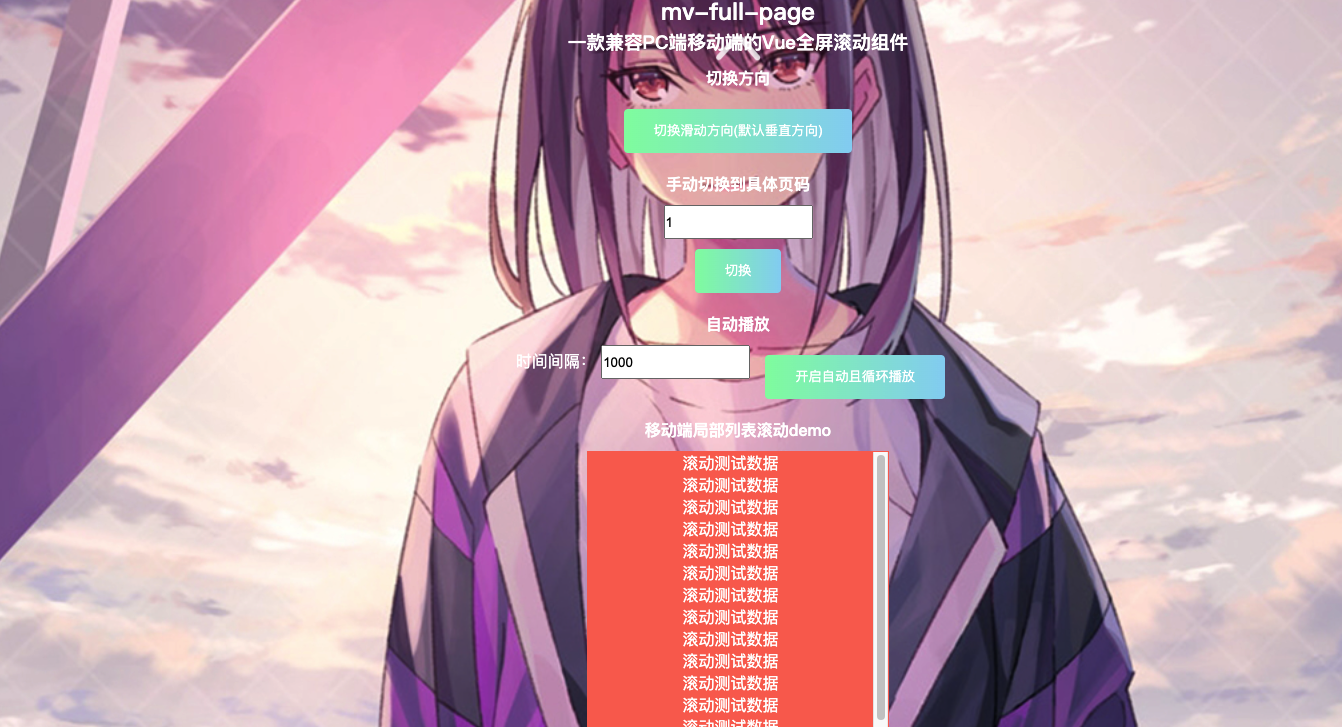 mv-full-page
一款兼容PC端移动端的Vue全屏滚动组件
切换方向
切换滑动方向(默认垂直方向)
手动切换到具体页码
1
切换
自动播放
时间间隔： 1000 开启自动且循环播放
移动端局部列表滚动demo
滚动测试数据
滚动测试数据
滚动测试数据
滚动测试数据
滚动测试数据
滚动测试数据
滚动测试数据
滚动测试数据
滚动测试数据
滚动测试数据
滚动测试数据
滚动测试数据
滚动测试数据